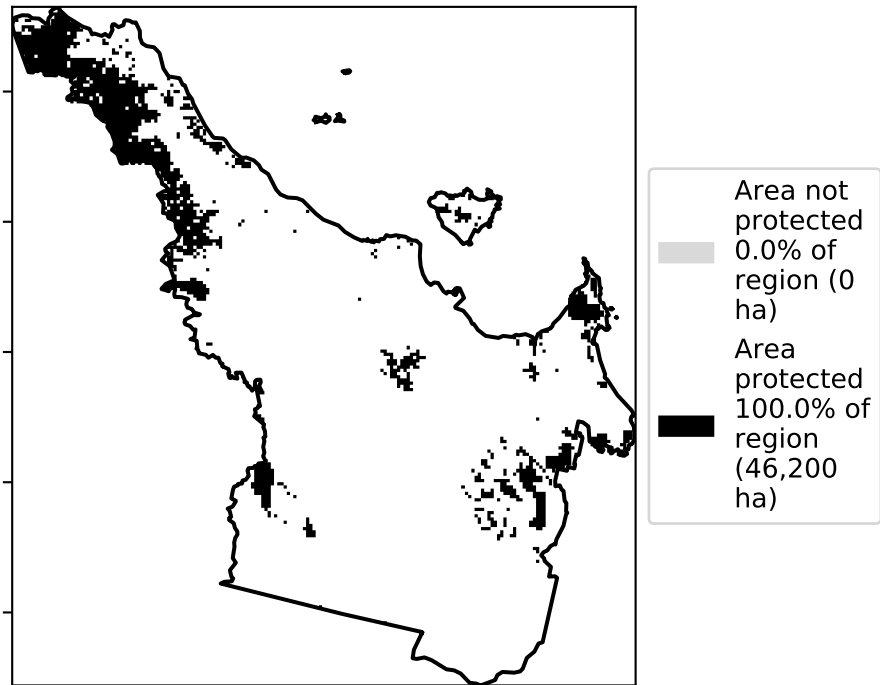 Area not
protected
0.0% of
region (0
ha)
Area
protected
100.0% of
region
(46,200
ha)